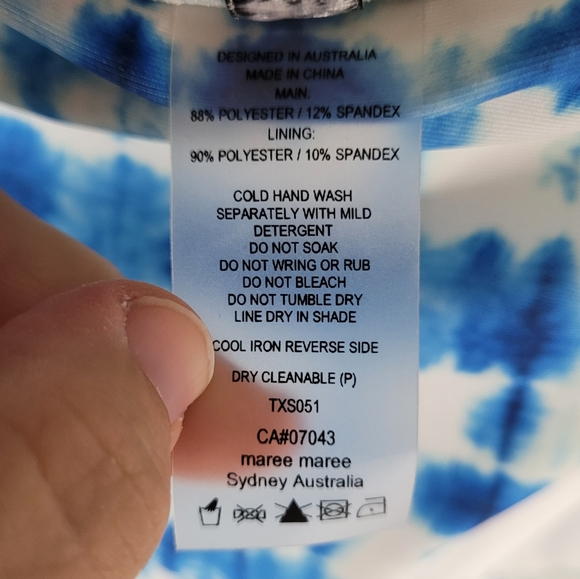 DESIGNED IN AUSTRALIA
MADE IN CHINA
MAIN:
88% POLYESTER / 12% SPANDEX
LINING:
90% POLYESTER / 10% SPANDEX
COLD HAND WASH
SEPARATELY WITH MILD
DETERGENT
DO NOT SOAK
DO NOT WRING OR RUB
DO NOT BLEACH
DO NOT TUMBLE DRY
LINE DRY IN SHADE
COOL IRON REVERSE SIDE
DRY CLEANABLE (P)
TXS051
CA#07043
maree maree
Sydney Australia